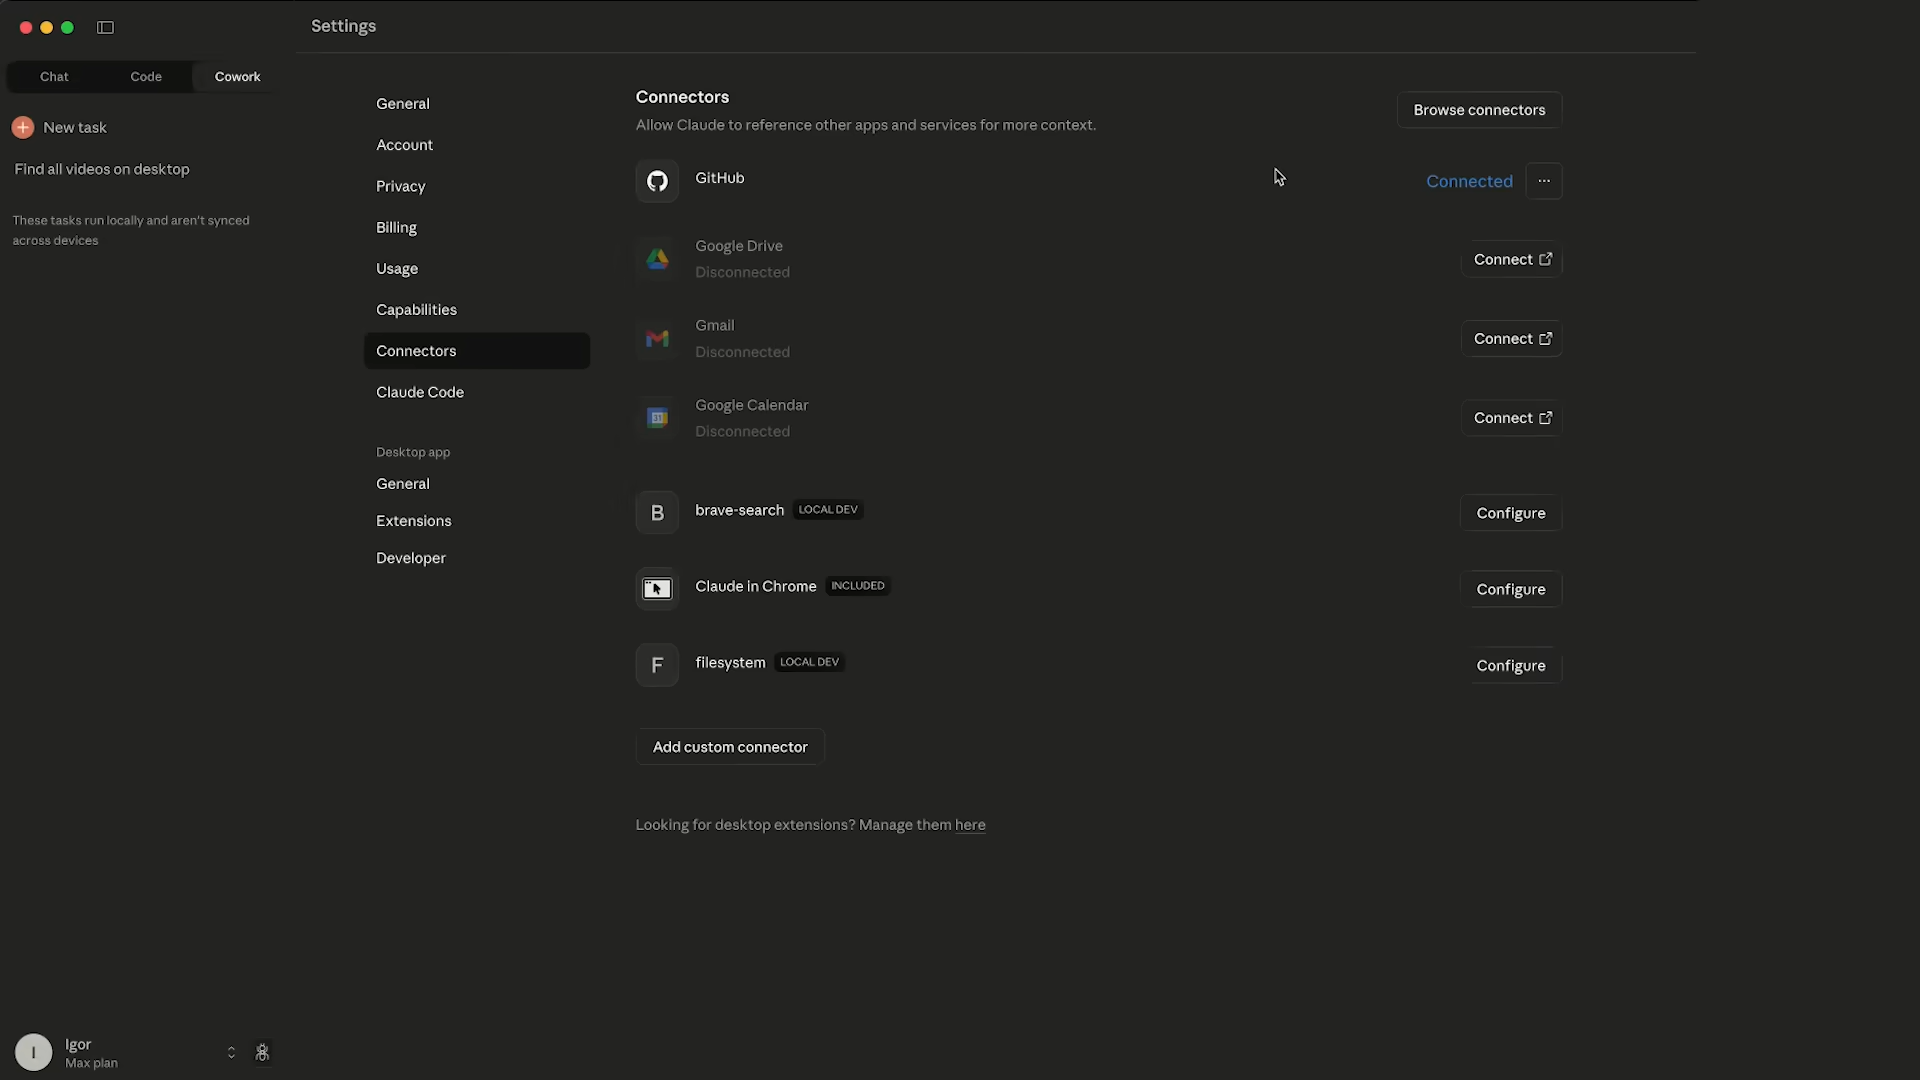 Settings
Chat
Code
Cowork
New task
Find all videos on desktop
These tasks run locally and aren't synced
across devices
General
Account
Privacy
Billing
Usage
Capabilities
Connectors
Claude Code
Desktop app
General
Extensions
Developer
Connectors
Allow Claude to reference other apps and services for more context.
Browse connectors
GitHub
Connected
...
Google Drive
Disconnected
Connect
Gmail
Disconnected
Connect
31
Google Calendar
Disconnected
Connect
B
brave-search
LOCAL DEV
Configure
Claude in Chrome
INCLUDED
Configure
F
filesystem
LOCAL DEV
Configure
Add custom connector
Looking for desktop extensions? Manage them here
I
Igor
Max plan